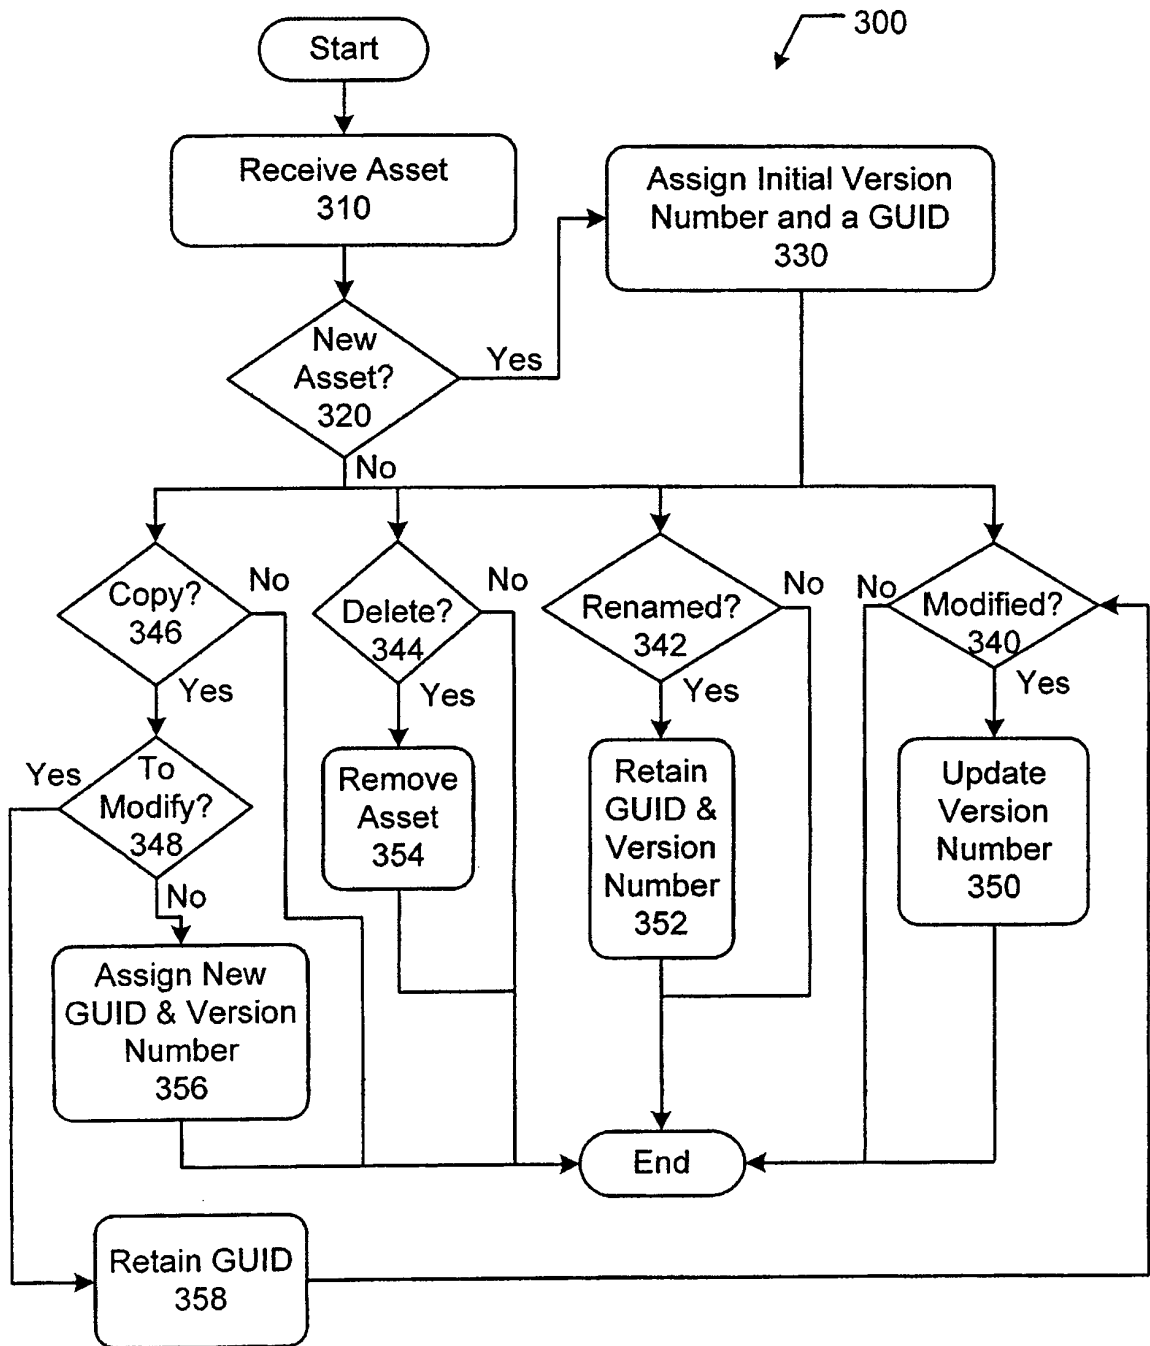 Start
300
Receive Asset
310
Assign Initial Version
Number and a GUID
330
New
Asset?
320
Yes
No
Copy?
346
No
Yes
Delete?
344
No
Yes
Renamed?
342
No
Yes
No
Modified?
340
Yes
Yes
To
Modify?
348
No
Remove
Asset
354
Retain
GUID &
Version
Number
352
Update
Version
Number
350
Assign New
GUID & Version
Number
356
End
Retain GUID
358